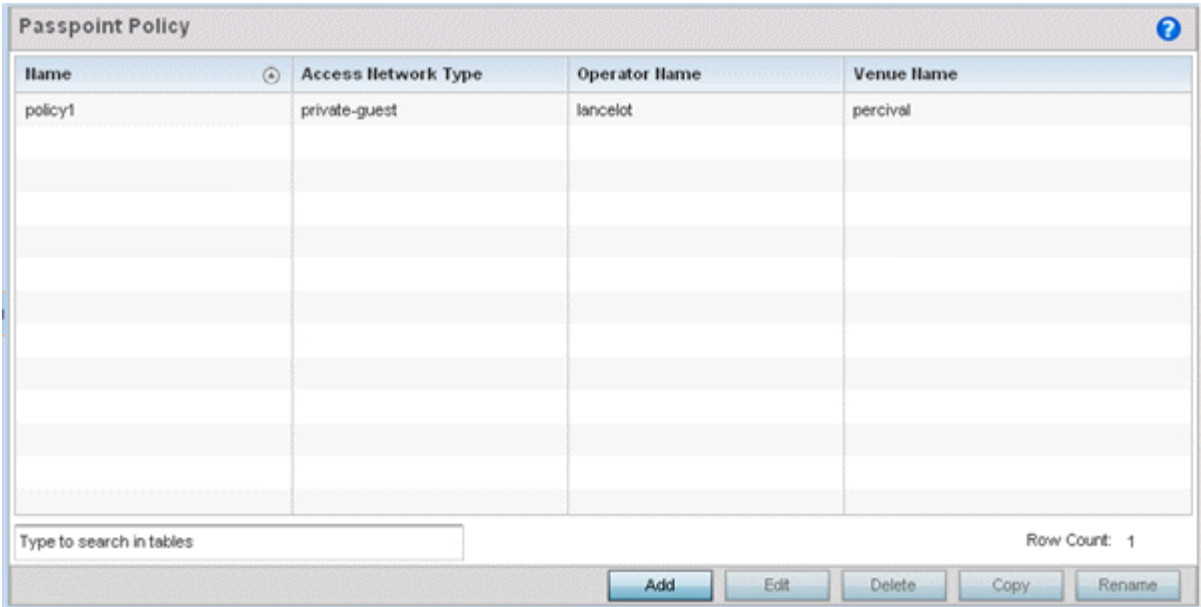 Passpoint Policy
Name Access Network Type Operator Name Venue Name
policy1 private-guest lancelot percival
Type to search in tables
Row Count: 1
Add Edit Delete Copy Rename